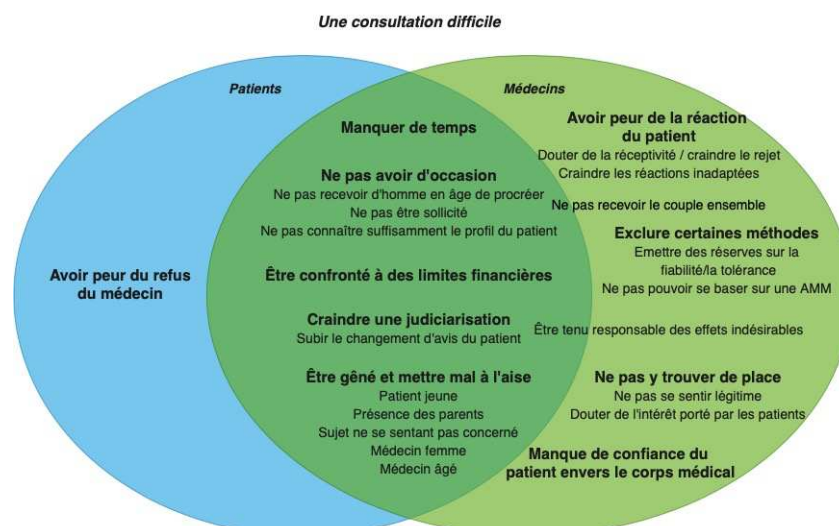 Une consultation difficile
Patients
Médecins
Avoir peur du refus
du médecin
Manquer de temps
Ne pas avoir d'occasion
Ne pas recevoir d'homme en âge de procréer
Ne pas être sollicité
Ne pas connaître suffisamment le profil du patient
Être confronté à des limites financières
Craindre une judiciarisation
Subir le changement d'avis du patient
Être gêné et mettre mal à l'aise
Patient jeune
Présence des parents
Sujet ne se sentant pas concerné
Médecin femme
Médecin âgé
Avoir peur de la réaction
du patient
Douter de la réceptivité / craindre le rejet
Craindre les réactions inadaptées
Ne pas recevoir le couple ensemble
Exclure certaines méthodes
Emettre des réserves sur la
fiabilité/la tolérance
Ne pas pouvoir se baser sur une AMM
Être tenu responsable des effets indésirables
Ne pas y trouver de place
Ne pas se sentir légitime
Douter de l'intérêt porté par les patients
Manque de confiance du
patient envers le corps médical